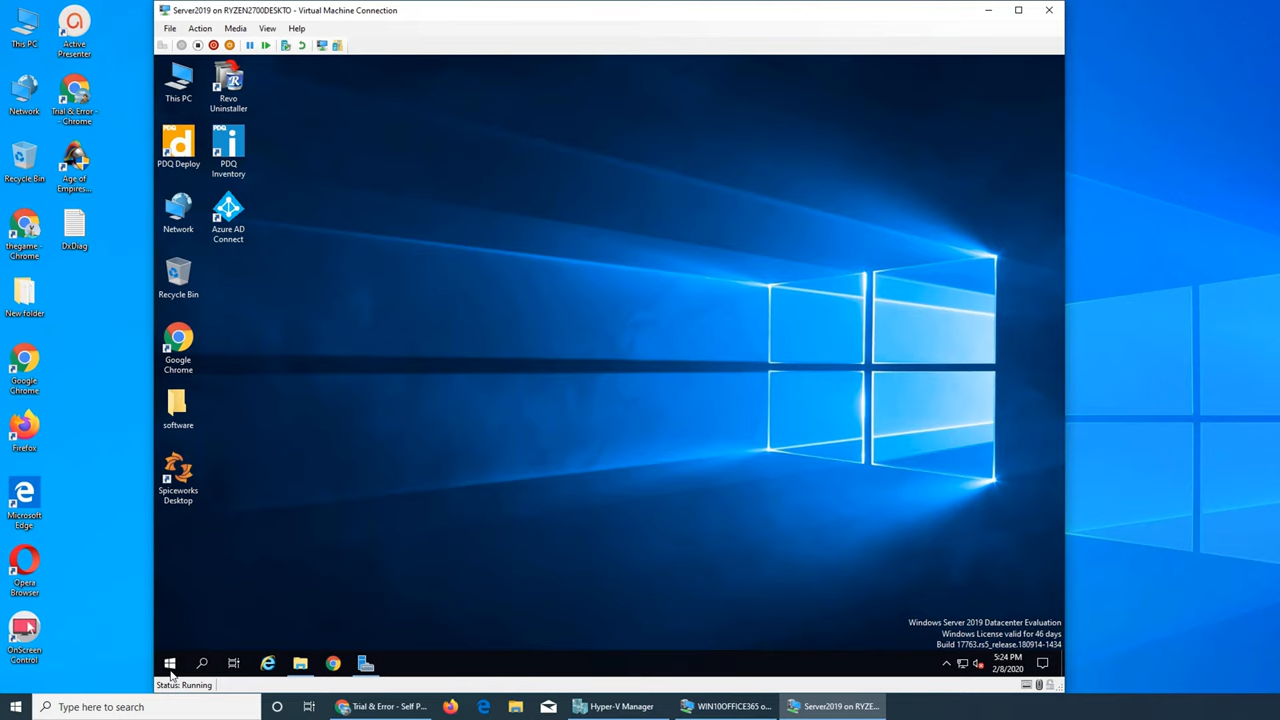 Server2019 on RYZEN2700DESKTO - Virtual Machine Connection
File Action Media View Help
This PC
Active
Presenter
Network
Trial & Error -
- Chrome
Recycle Bin
Age of
Empires...
thegame -
Chrome
DxDiag
New folder
Google
Chrome
Firefox
Microsoft
Edge
Opera
Browser
OnScreen
Control
This PC
Revo
Uninstaller
PDQ
PDQ Deploy
PDQ
PDQ
Inventory
Network
Azure AD
Connect
Recycle Bin
Google
Chrome
software
Spiceworks
Desktop
Windows Server 2019 Datacenter Evaluation
Windows License valid for 46 days
Build 17763.rs5_release.180914-1434
5:24 PM
2/8/2020
Status: Running
Type here to search
Trial & Error - Self P...
Hyper-V Manager
WIN10OFFICE365 o...
Server2019 on RYZE...